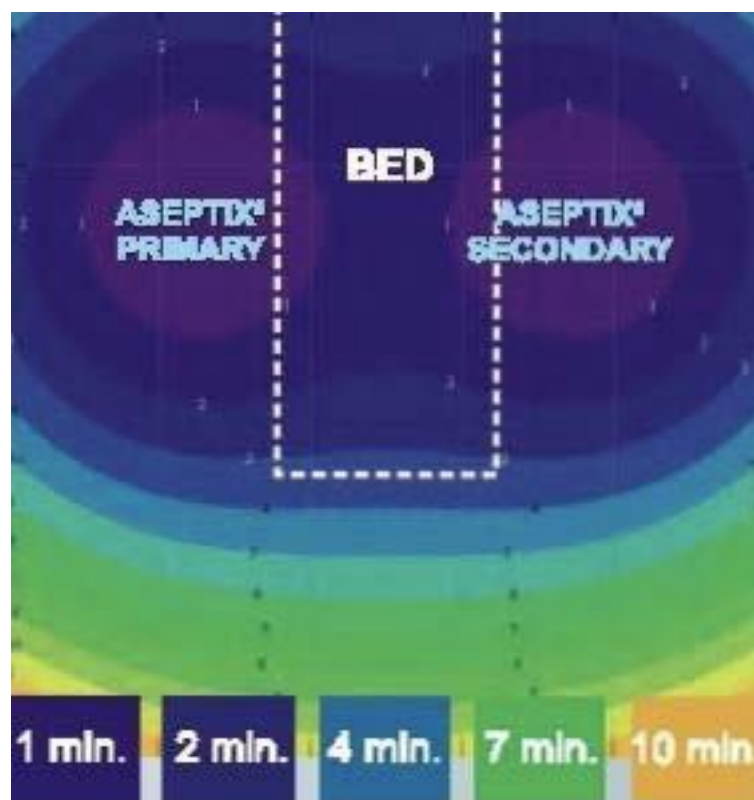 BED
ASEPTIX®
PRIMARY
ASEPTIX®
SECONDARY
1 min.
2 min.
4 min.
7 min.
10 min